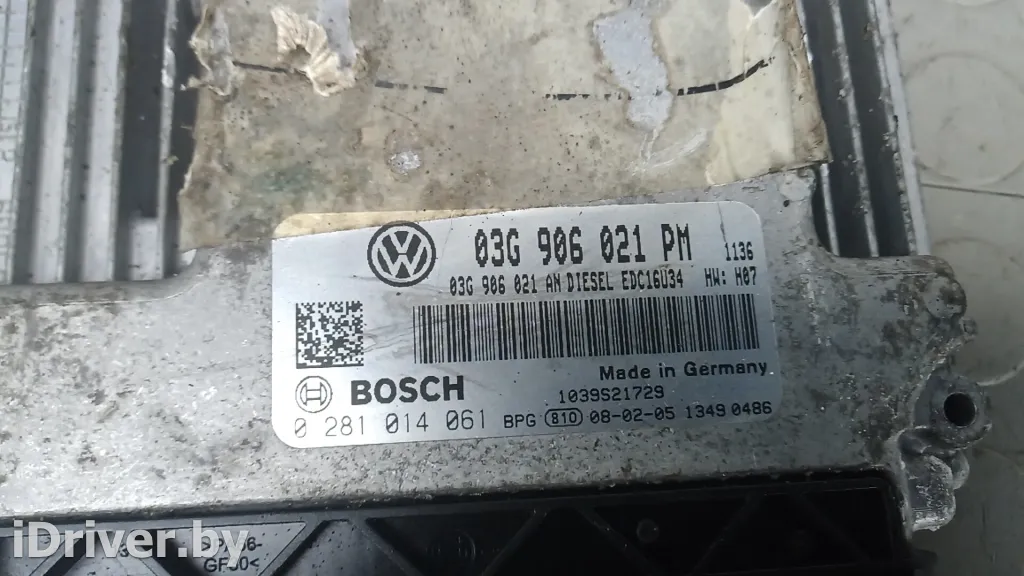 03G 906 021 PM 1136
03G 906 021 AN DIESEL EDC16U34 HW: H07
Made in Germany
BOSCH 1039S21729
0 281 014 061 BPG 810 08-02-05 1349 0486
GF30<
iDriver.by